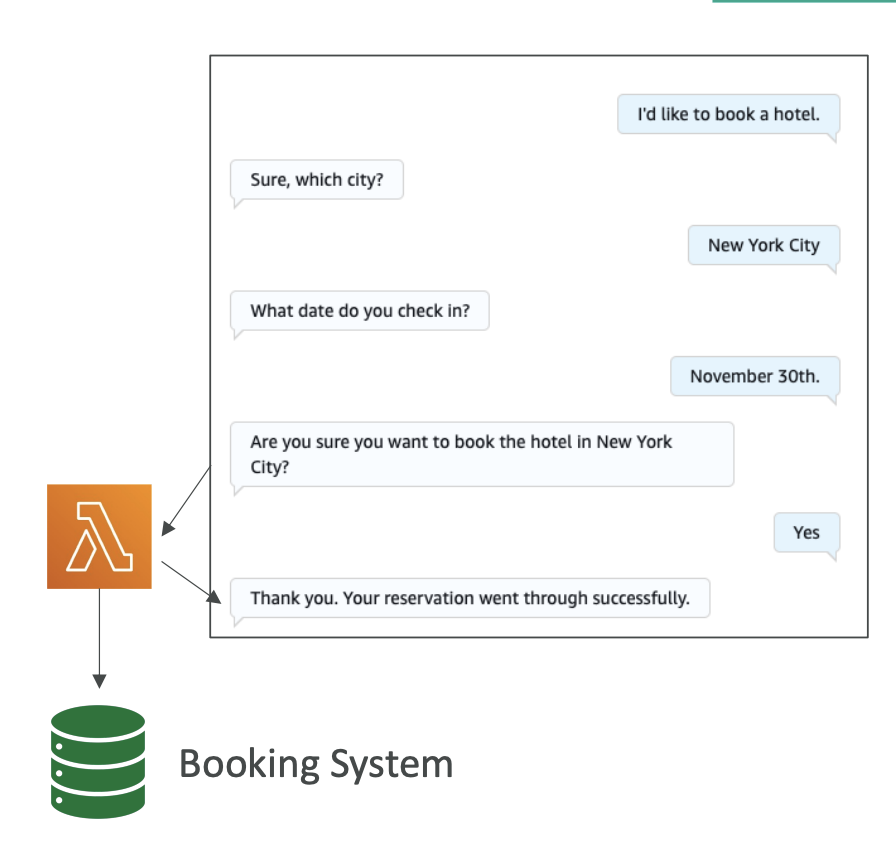 I'd like to book a hotel.
Sure, which city?
New York City
What date do you check in?
November 30th.
Are you sure you want to book the hotel in New York
City?
Yes
Thank you. Your reservation went through successfully.
Booking System